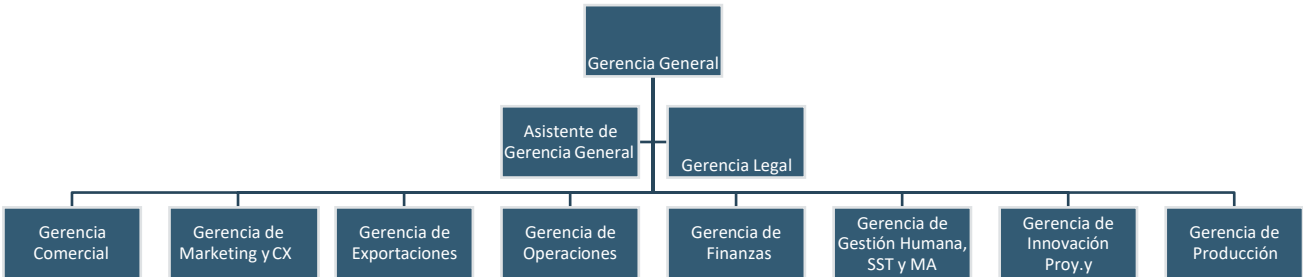 Gerencia General
Asistente de
Gerencia General
Gerencia Legal
Gerencia
Comercial
Gerencia de
Marketing y CX
Gerencia de
Exportaciones
Gerencia de
Operaciones
Gerencia de
Finanzas
Gerencia de
Gestión Humana,
SST y MA
Gerencia de
Innovación
Proy.y
Gerencia de
Producción